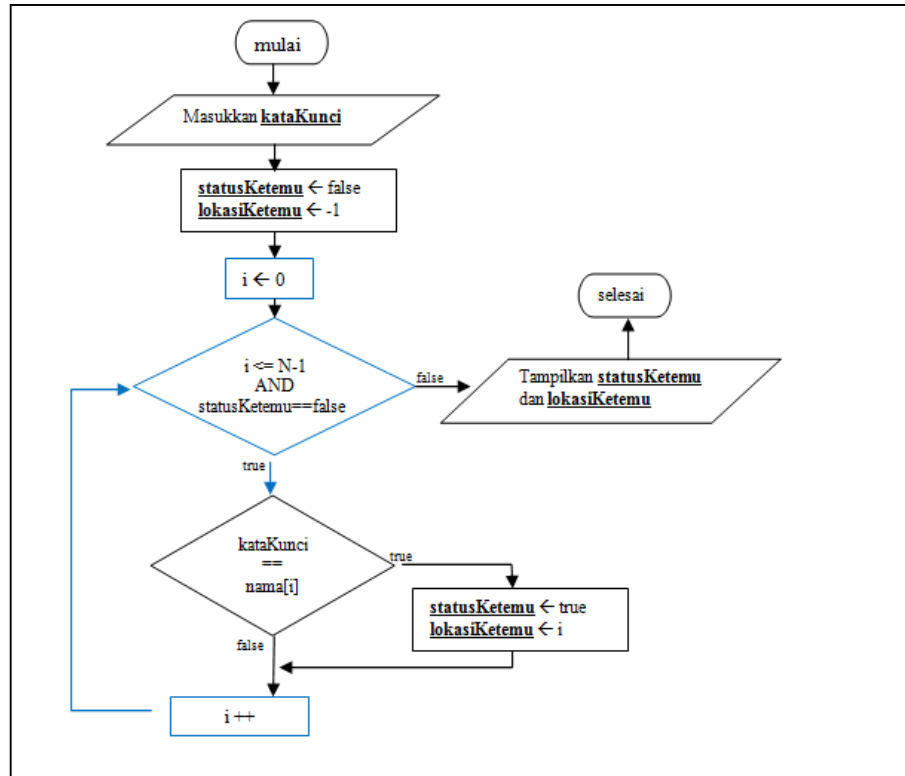 mulai
Masukkan kataKunci
statusKetemu ← false
lokasiKetemu ← -1
i ← 0
selesai
i <= N-1
AND
statusKetemu==false
false
Tampilkan statusKetemu
dan lokasiKetemu
true
kataKunci
==
nama[i]
true
statusKetemu ← true
lokasiKetemu ← i
false
i ++